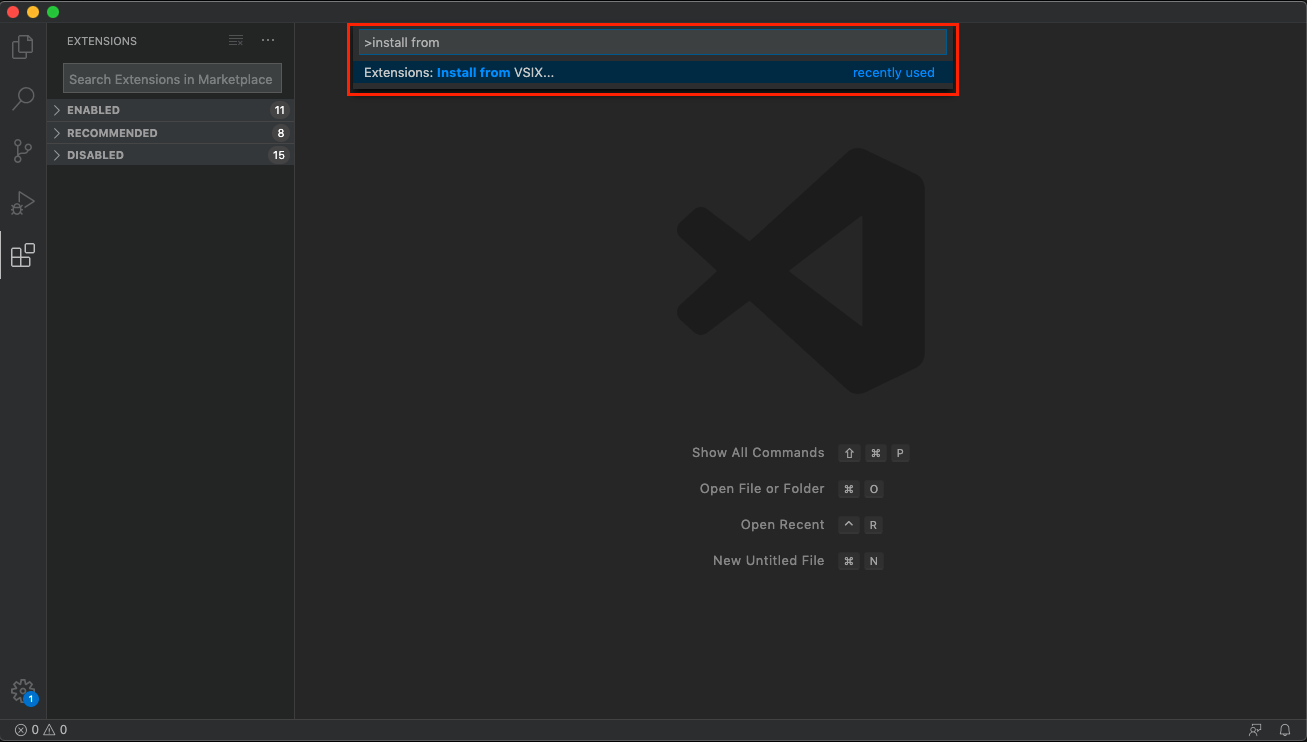 EXTENSIONS
Search Extensions in Marketplace
ENABLED 11
RECOMMENDED 8
DISABLED 15
>install from
Extensions: Install from VSIX... recently used
Show All Commands ⇧ ⌘ P
Open File or Folder ⌘ O
Open Recent ^ R
New Untitled File ⌘ N
1
0 0